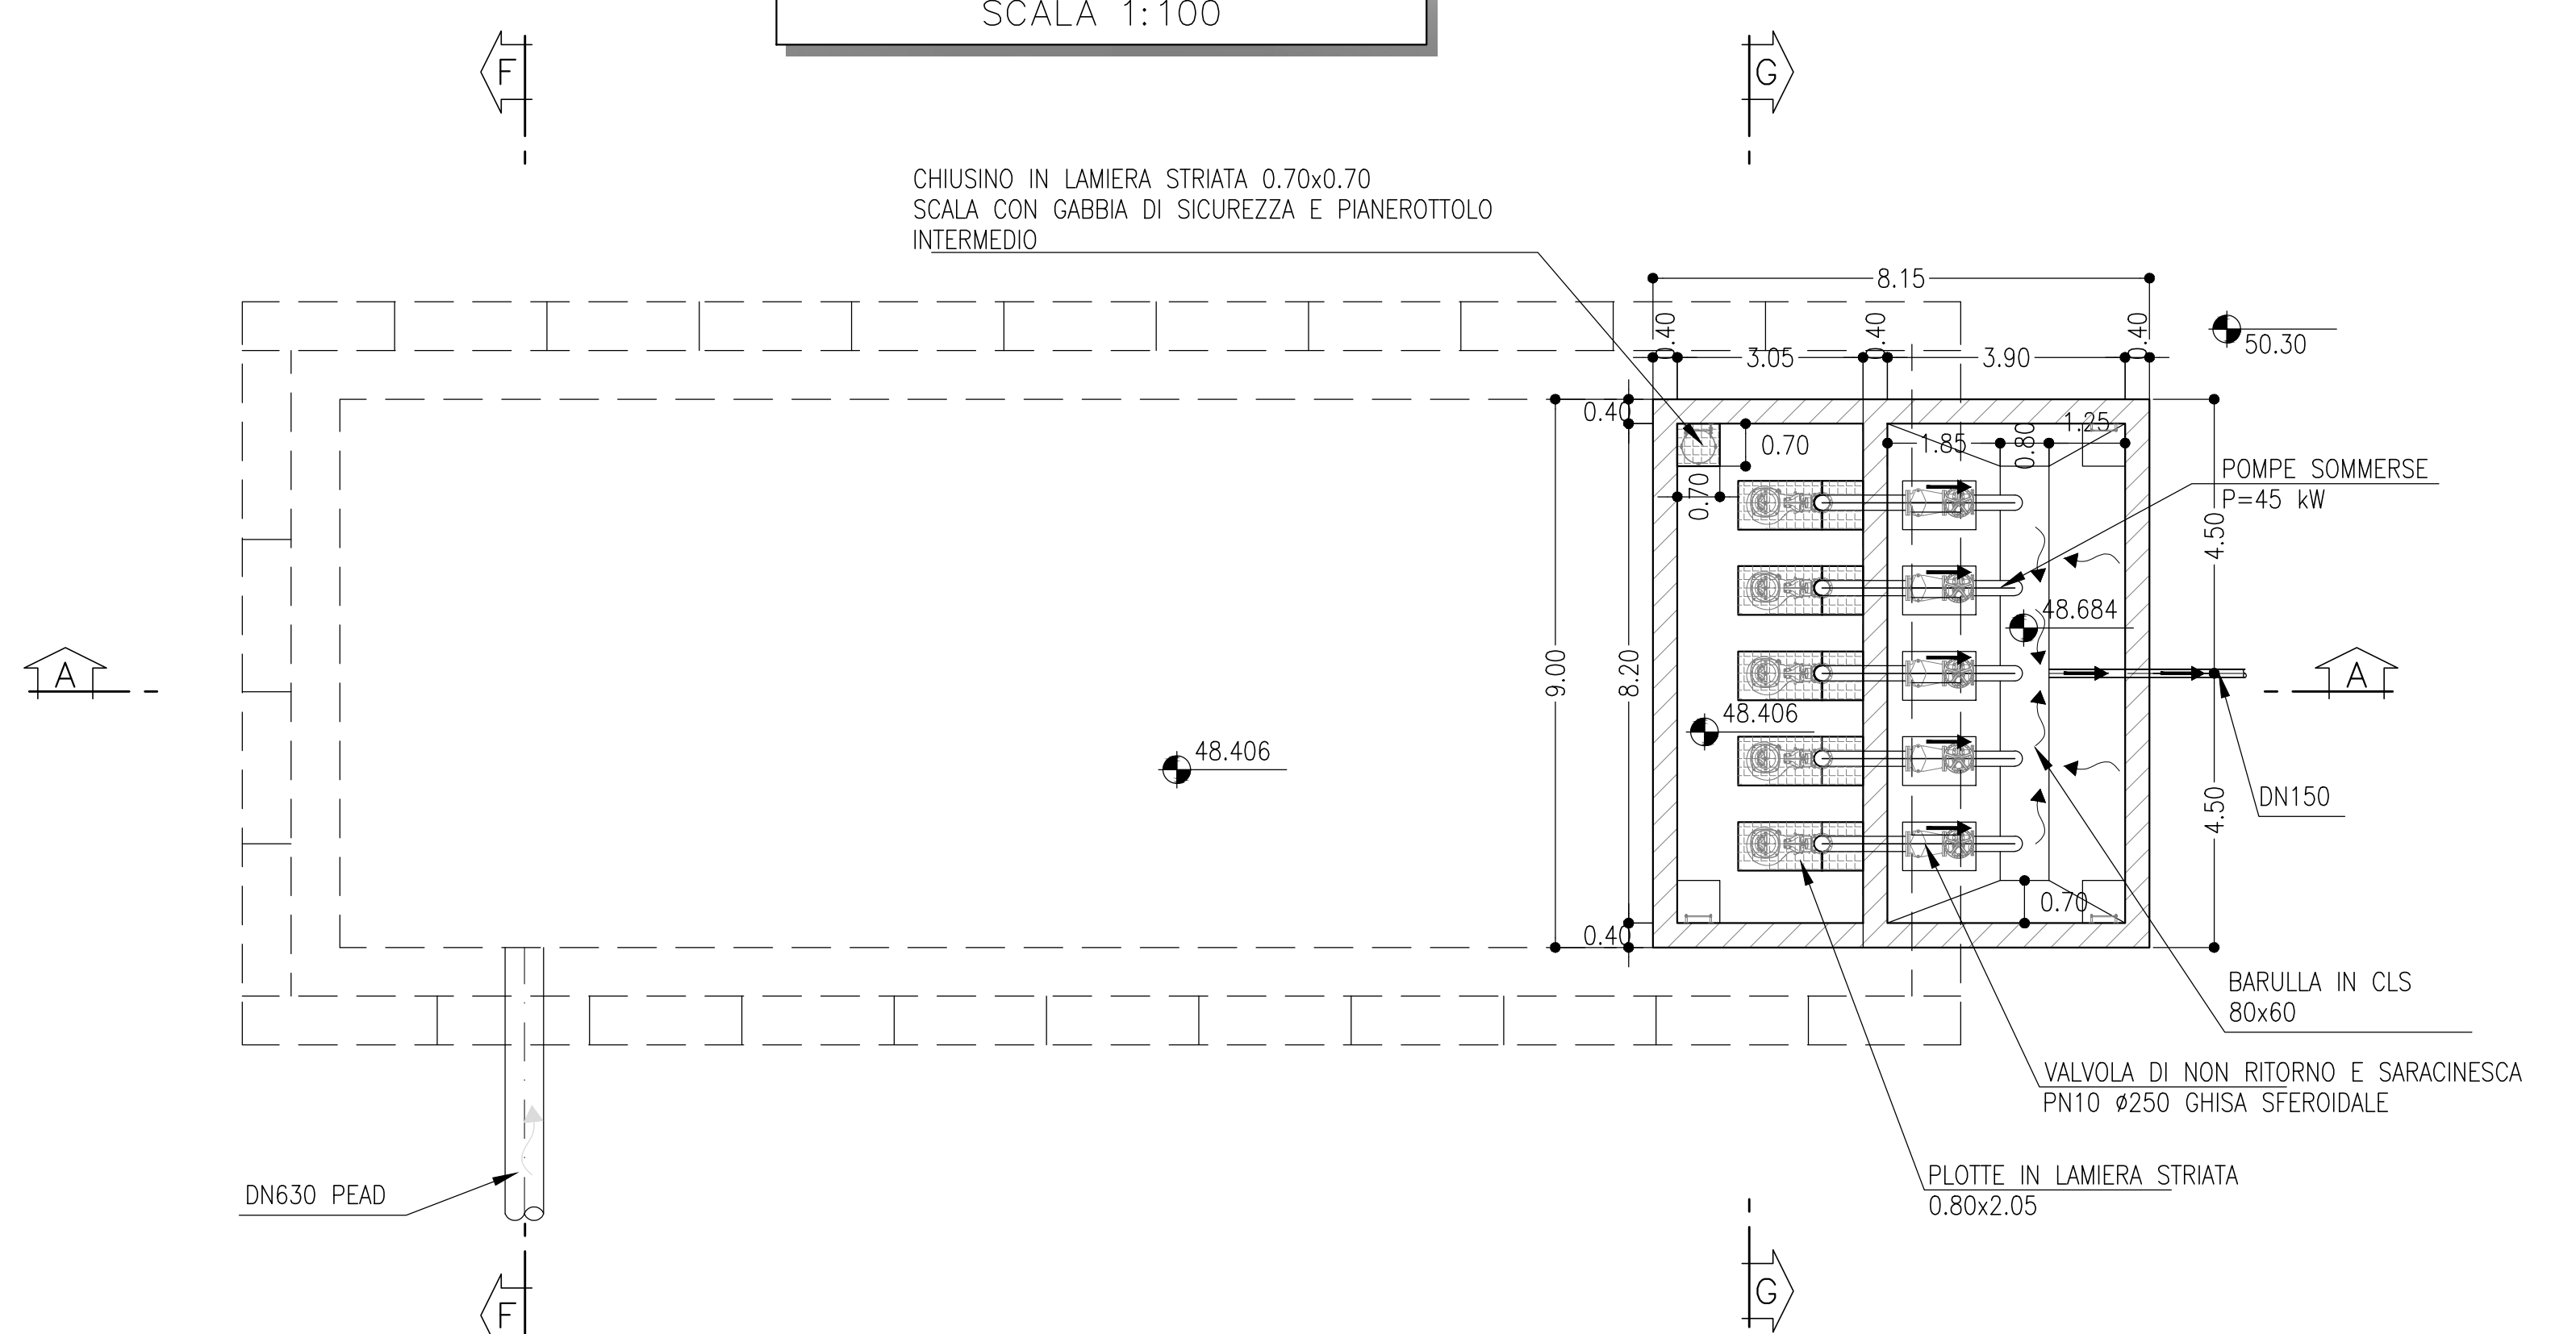 SCALA 1:100
F
G
CHIUSINO IN LAMIERA STRIATA 0.70x0.70
SCALA CON GABBIA DI SICUREZZA E PIANEROTTOLO
INTERMEDIO
8.15
0.40
0.40
0.40
50.30
3.05
3.90
0.40
0.70
1.85
0.80
1.25
POMPE SOMMERSE
P=45 kW
0.70
4.50
48.684
9.00
8.20
A
A
48.406
48.406
DN150
4.50
0.70
0.40
BARULLA IN CLS
80x60
VALVOLA DI NON RITORNO E SARACINESCA
PN10 ø250 GHISA SFEROIDALE
PLOTTE IN LAMIERA STRIATA
0.80x2.05
DN630 PEAD
F
G